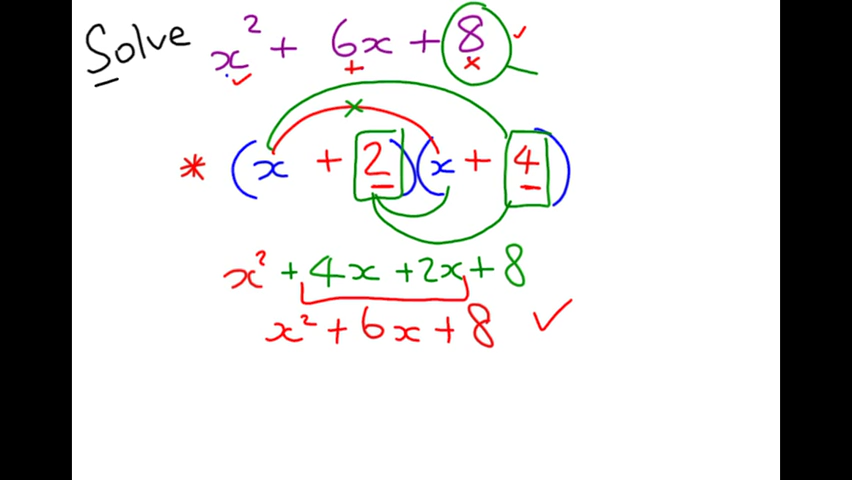 Solve x² + 6x + 8
+ ×
* (x + 2)(x + 4)
x² + 4x + 2x + 8
x² + 6x + 8 ✓